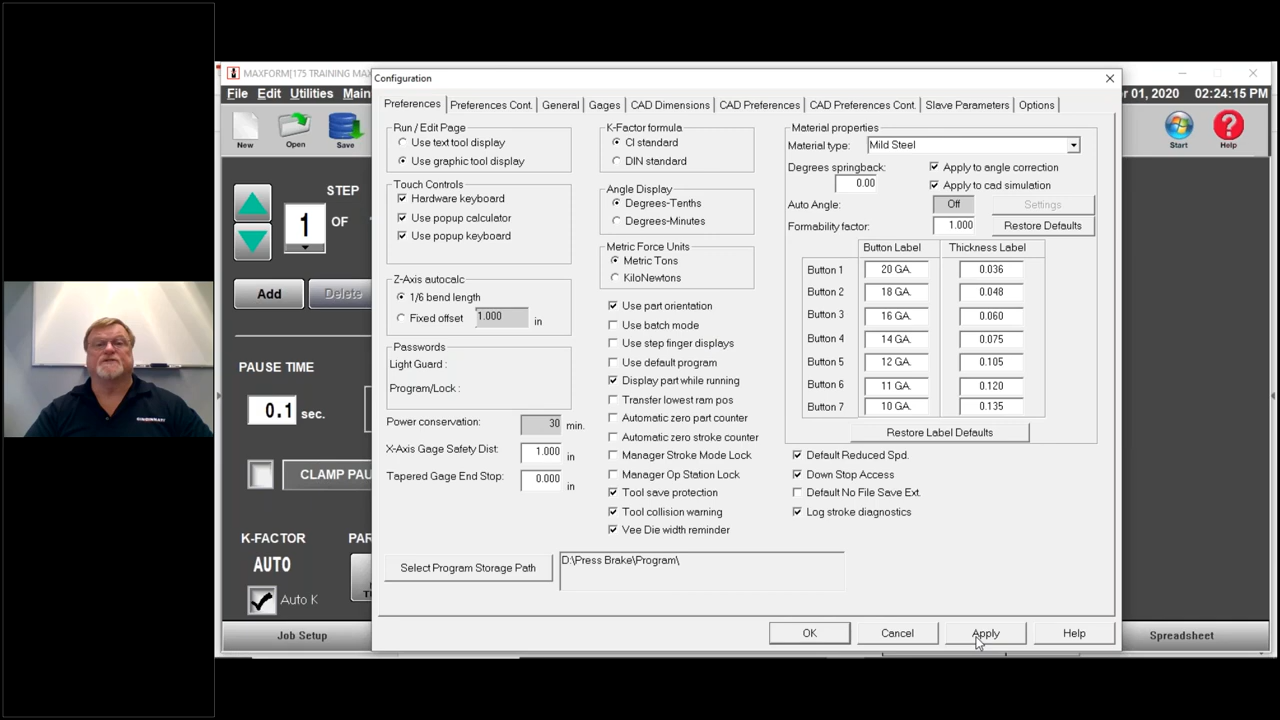 MAXFORM[175 TRAINING MAX
r 01, 2020 02:24:15 PM
File Edit Utilities Main
New Open Save
Start Help
STEP
1
OF
Add Delete
PAUSE TIME
0.1 sec.
CLAMP PAU
K-FACTOR PAR
AUTO
Auto K
Job Setup
Spreadsheet
CINCINNATI
Configuration
Preferences Preferences Cont. General Gages CAD Dimensions CAD Preferences CAD Preferences Cont. Slave Parameters Options
Run / Edit Page
Use text tool display
Use graphic tool display
Touch Controls
Hardware keyboard
Use popup calculator
Use popup keyboard
Z-Axis autocalc
1/6 bend length
Fixed offset 1.000 in
Passwords
Light Guard :
Program/Lock :
Power conservation: 30 min.
X-Axis Gage Safety Dist: 1.000 in
Tapered Gage End Stop: 0.000 in
K-Factor formula
CI standard
DIN standard
Angle Display
Degrees-Tenths
Degrees-Minutes
Metric Force Units
Metric Tons
KiloNewtons
Use part orientation
Use batch mode
Use step finger displays
Use default program
Display part while running
Transfer lowest ram pos
Automatic zero part counter
Automatic zero stroke counter
Manager Stroke Mode Lock
Manager Op Station Lock
Tool save protection
Tool collision warning
Vee Die width reminder
Material properties
Material type: Mild Steel
Degrees springback: 0.00
Apply to angle correction
Apply to cad simulation
Auto Angle: Off Settings
Formability factor: 1.000 Restore Defaults
Button Label Thickness Label
Button 1 20 GA. 0.036
Button 2 18 GA. 0.048
Button 3 16 GA. 0.060
Button 4 14 GA. 0.075
Button 5 12 GA. 0.105
Button 6 11 GA. 0.120
Button 7 10 GA. 0.135
Restore Label Defaults
Default Reduced Spd.
Down Stop Access
Default No File Save Ext.
Log stroke diagnostics
Select Program Storage Path D:\Press Brake\Program\
OK Cancel Apply Help